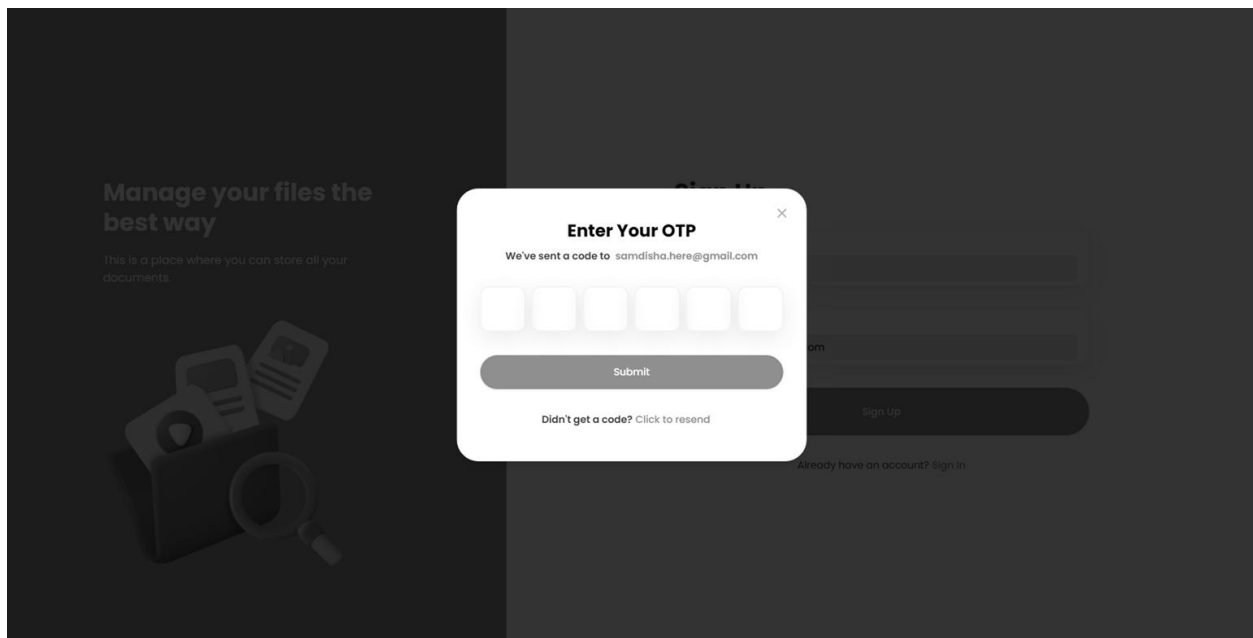 Manage your files the
best way
This is a place where you can store all your
documents.
Enter Your OTP
We've sent a code to samdisha.here@gmail.com
Submit
Didn't get a code? Click to resend
Sign Up
Already have an account? Sign in